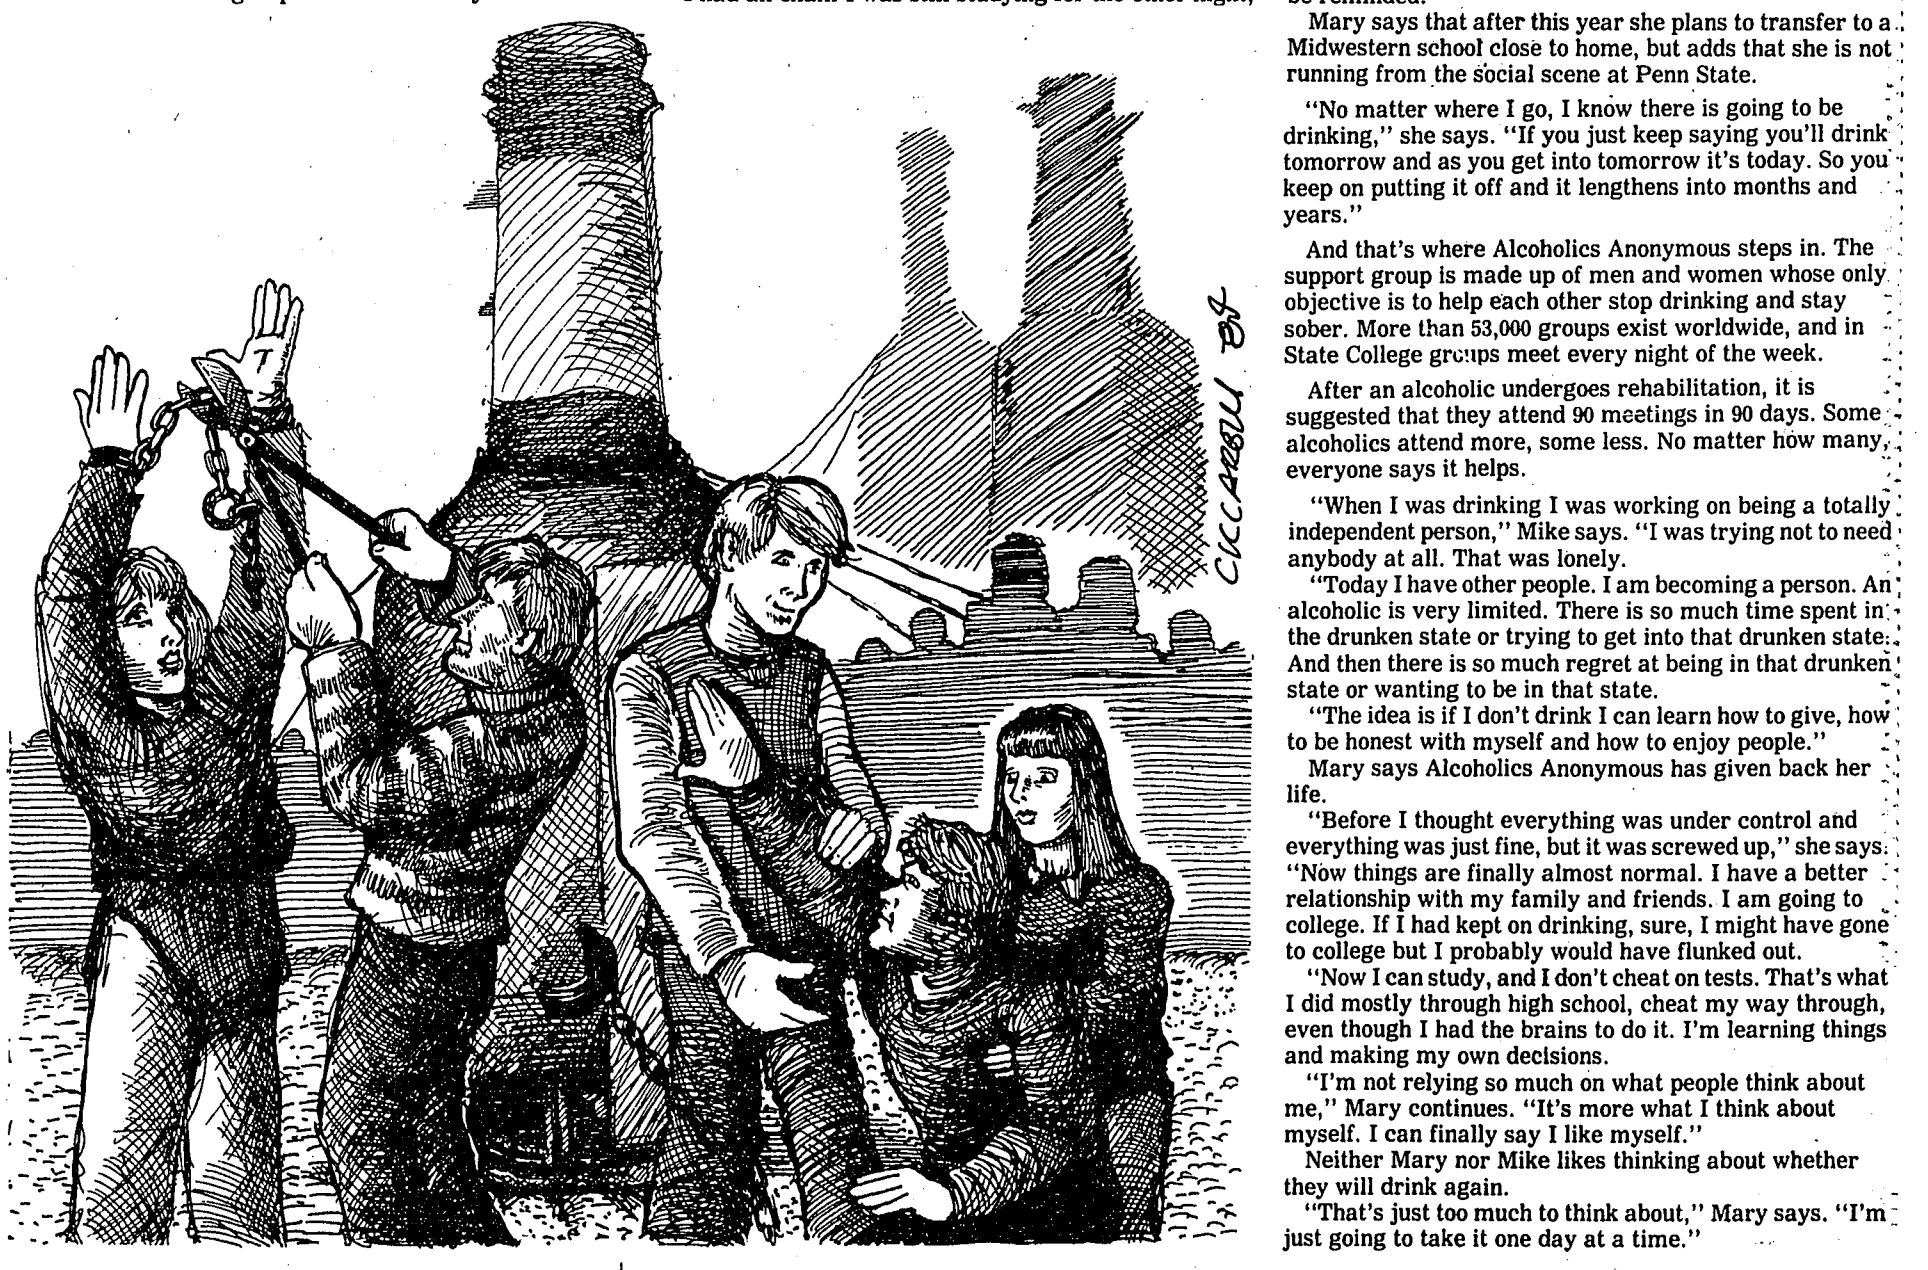 I had an exam I was still studying for the other night,
be reminded.
Mary says that after this year she plans to transfer to a
Midwestern school close to home, but adds that she is not
running from the social scene at Penn State.
"No matter where I go, I know there is going to be
drinking," she says. "If you just keep saying you'll drink
tomorrow and as you get into tomorrow it's today. So you
keep on putting it off and it lengthens into months and
years."
And that's where Alcoholics Anonymous steps in. The
support group is made up of men and women whose only
objective is to help each other stop drinking and stay
sober. More than 53,000 groups exist worldwide, and in
State College groups meet every night of the week.
After an alcoholic undergoes rehabilitation, it is
suggested that they attend 90 meetings in 90 days. Some
alcoholics attend more, some less. No matter how many,
everyone says it helps.
"When I was drinking I was working on being a totally
independent person," Mike says. "I was trying not to need
anybody at all. That was lonely.
"Today I have other people. I am becoming a person. An
alcoholic is very limited. There is so much time spent in
the drunken state or trying to get into that drunken state.
And then there is so much regret at being in that drunken
state or wanting to be in that state.
"The idea is if I don't drink I can learn how to give, how
to be honest with myself and how to enjoy people."
Mary says Alcoholics Anonymous has given back her
life.
"Before I thought everything was under control and
everything was just fine, but it was screwed up," she says.
"Now things are finally almost normal. I have a better
relationship with my family and friends. I am going to
college. If I had kept on drinking, sure, I might have gone
to college but I probably would have flunked out.
"Now I can study, and I don't cheat on tests. That's what
I did mostly through high school, cheat my way through,
even though I had the brains to do it. I'm learning things
and making my own decisions.
"I'm not relying so much on what people think about
me," Mary continues. "It's more what I think about
myself. I can finally say I like myself."
Neither Mary nor Mike likes thinking about whether
they will drink again.
"That's just too much to think about," Mary says. "I'm
just going to take it one day at a time."